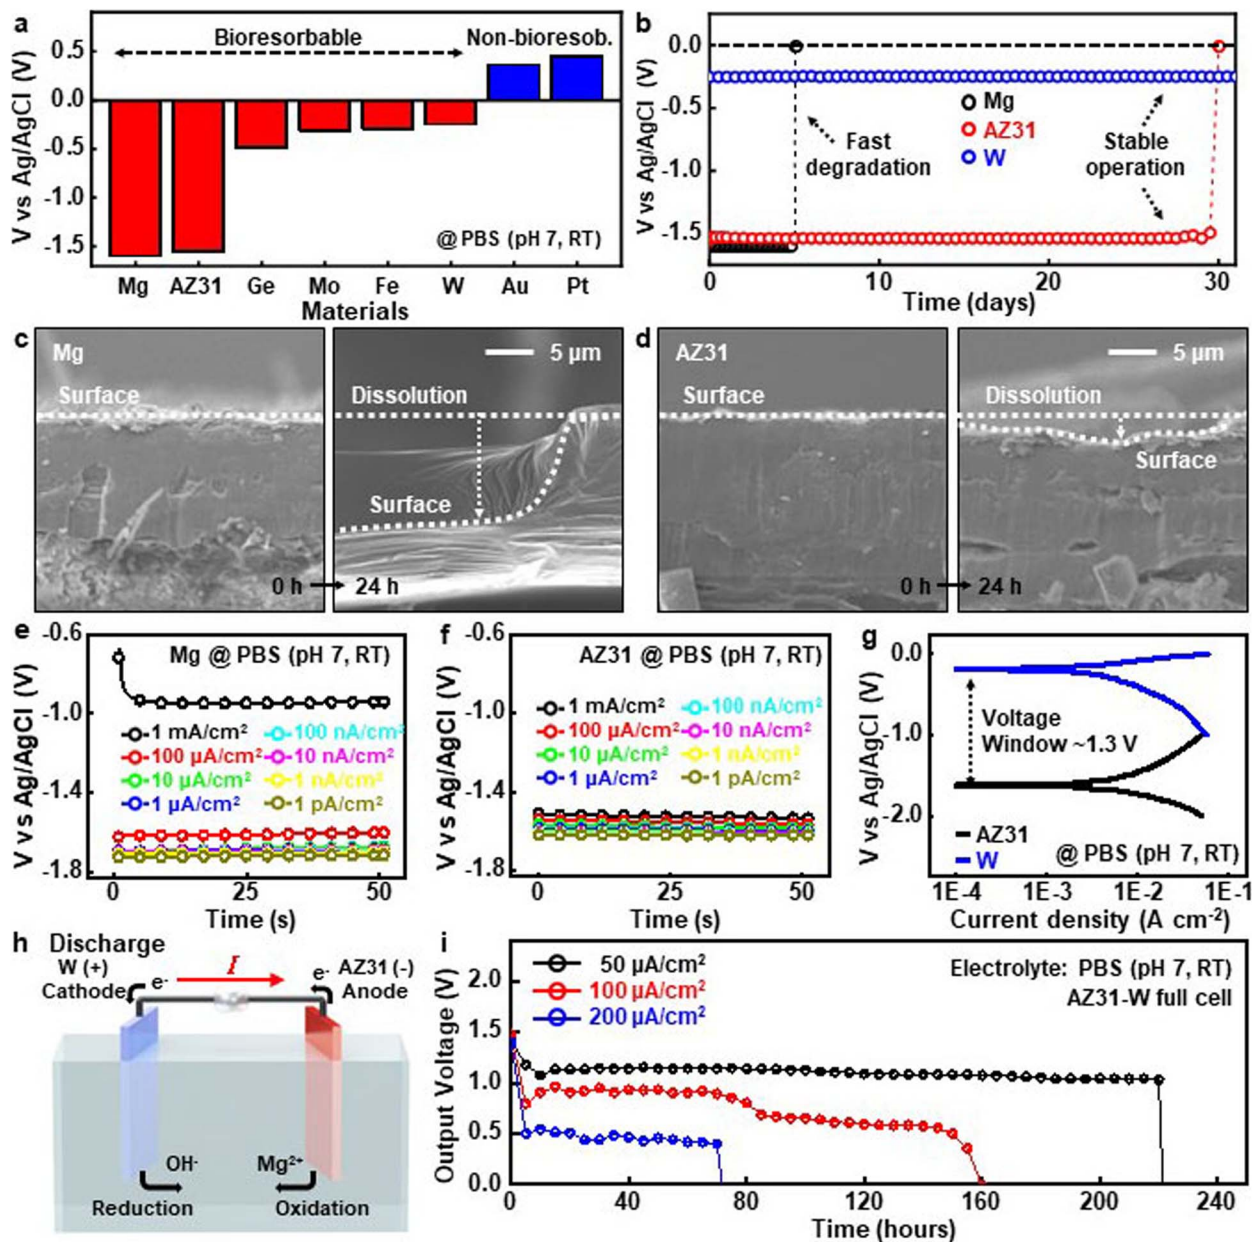 a
V vs Ag/AgCl (V)
0.5
0.0
-0.5
-1.0
-1.5
Bioresorbable
Non-bioresob.
@ PBS (pH 7, RT)
Mg AZ31 Ge Mo Fe W Au Pt
Materials
b
V vs Ag/AgCl (V)
0.0
-0.5
-1.0
-1.5
Mg
AZ31
W
Fast
degradation
Stable
operation
0 10 20 30
Time (days)
c
Mg
Surface
0 h
5 µm
Dissolution
Surface
24 h
d
AZ31
Surface
0 h
5 µm
Dissolution
Surface
24 h
e
V vs Ag/AgCl (V)
-0.6
-1.0
-1.4
-1.8
Mg @ PBS (pH 7, RT)
1 mA/cm² 100 nA/cm²
100 µA/cm² 10 nA/cm²
10 µA/cm² 1 nA/cm²
1 µA/cm² 1 pA/cm²
0 25 50
Time (s)
f
V vs Ag/AgCl (V)
-0.6
-1.0
-1.4
-1.8
AZ31 @ PBS (pH 7, RT)
1 mA/cm² 100 nA/cm²
100 µA/cm² 10 nA/cm²
10 µA/cm² 1 nA/cm²
1 µA/cm² 1 pA/cm²
0 25 50
Time (s)
g
V vs Ag/AgCl (V)
0.0
-1.0
-2.0
Voltage
Window ~1.3 V
AZ31
W
@ PBS (pH 7, RT)
1E-4 1E-3 1E-2 1E-1
Current density (A cm⁻²)
h
Discharge
W (+)
Cathode
e⁻
I
e⁻
AZ31 (-)
Anode
OH⁻
Mg²⁺
Reduction
Oxidation
i
Output Voltage (V)
2.0
1.5
1.0
0.5
0.0
50 µA/cm²
100 µA/cm²
200 µA/cm²
Electrolyte: PBS (pH 7, RT)
AZ31-W full cell
0 40 80 120 160 200 240
Time (hours)